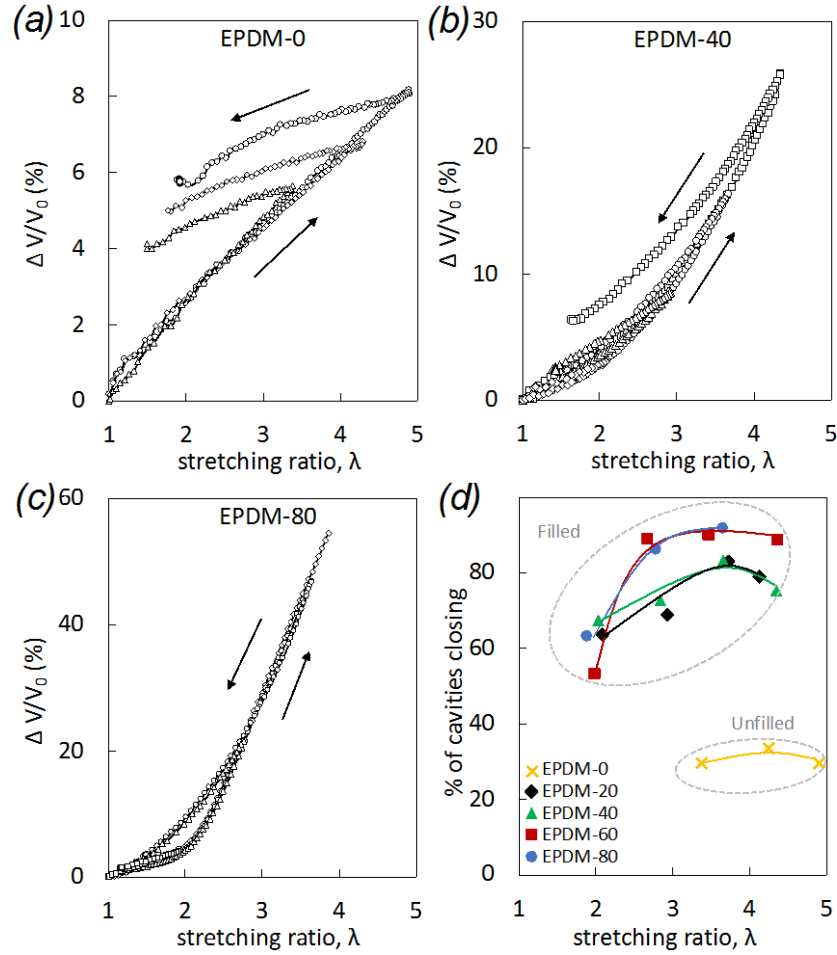 (a)
EPDM-0
10
8
6
4
2
0
Δ V/V₀ (%)
1 2 3 4 5
stretching ratio, λ
(b)
EPDM-40
30
20
10
0
Δ V/V₀ (%)
1 2 3 4 5
stretching ratio, λ
(c)
EPDM-80
60
40
20
0
Δ V/V₀ (%)
1 2 3 4 5
stretching ratio, λ
(d)
100
80
60
40
20
0
% of cavities closing
Filled
Unfilled
EPDM-0
EPDM-20
EPDM-40
EPDM-60
EPDM-80
1 2 3 4 5
stretching ratio, λ